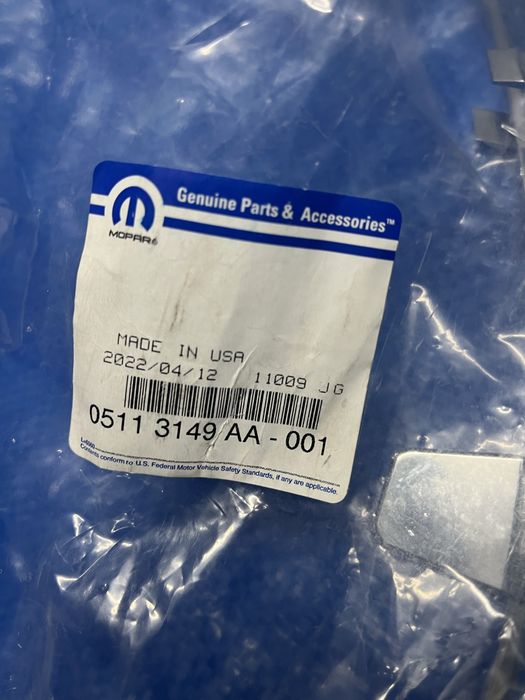 Genuine Parts & Accessories™
MOPAR®
MADE IN USA
2022/04/12 11009 JG
0511 3149 AA - 001
L-4660
Contents conform to U.S. Federal Motor Vehicle Safety Standards, if any are applicable.